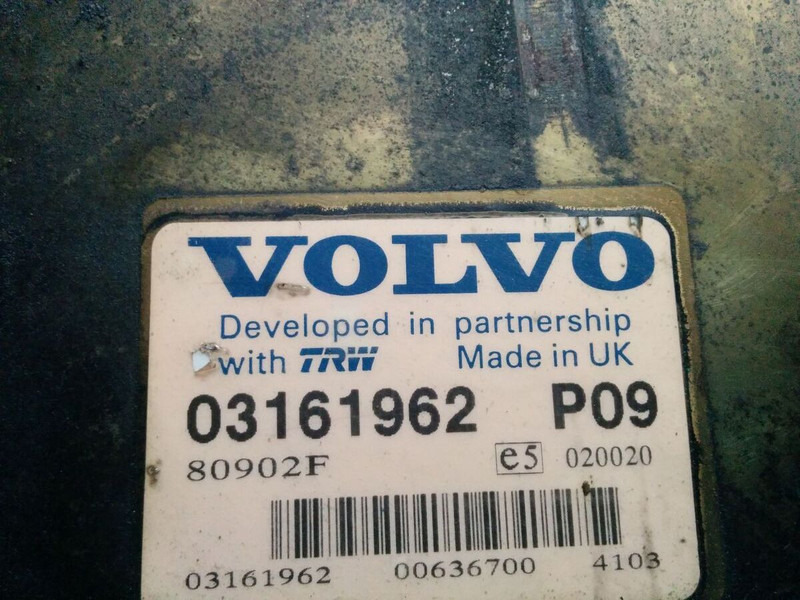 VOLVO
Developed in partnership
with TRW Made in UK
03161962 P09
80902F e5 020020
03161962 00636700 4103